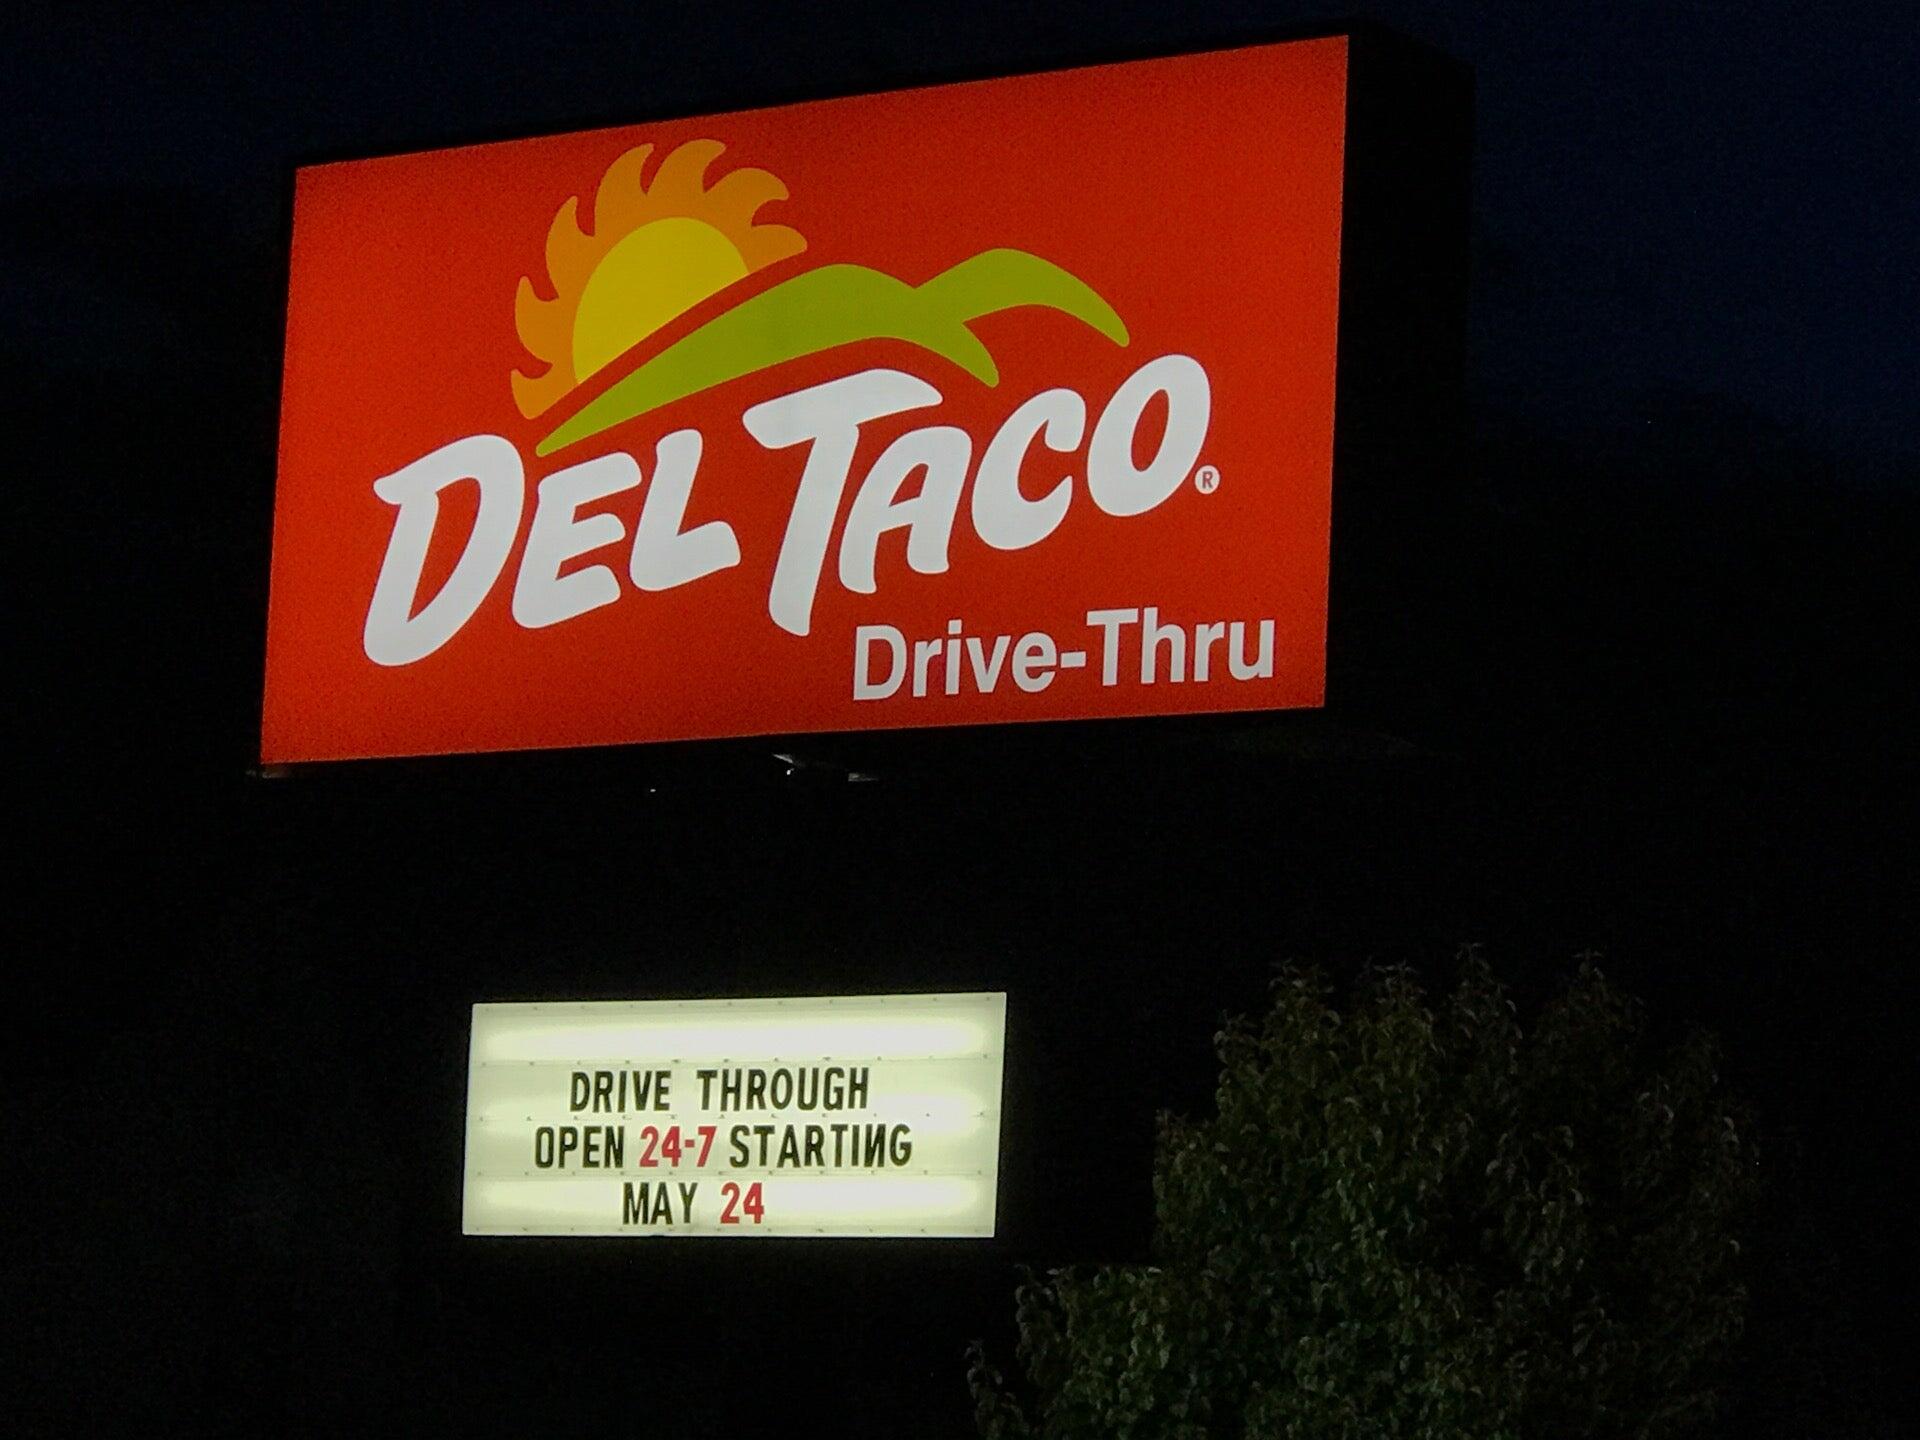 DEL TACO®
Drive-Thru
DRIVE THROUGH
OPEN 24-7 STARTING
MAY 24